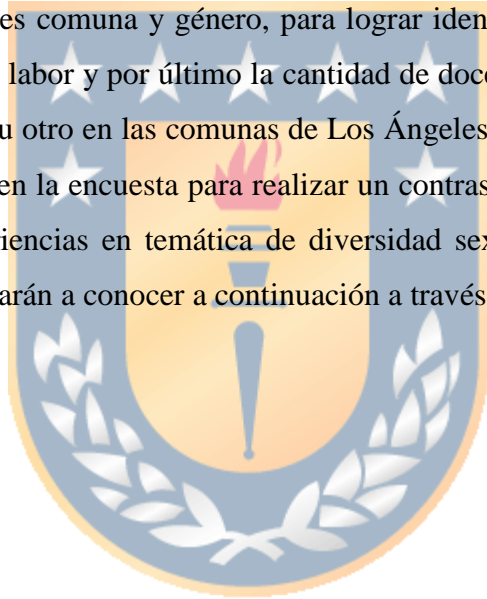 es comuna y género, para lograr iden
labor y por último la cantidad de doce
u otro en las comunas de Los Ángeles
en la encuesta para realizar un contras
riencias en temática de diversidad sex
arán a conocer a continuación a través